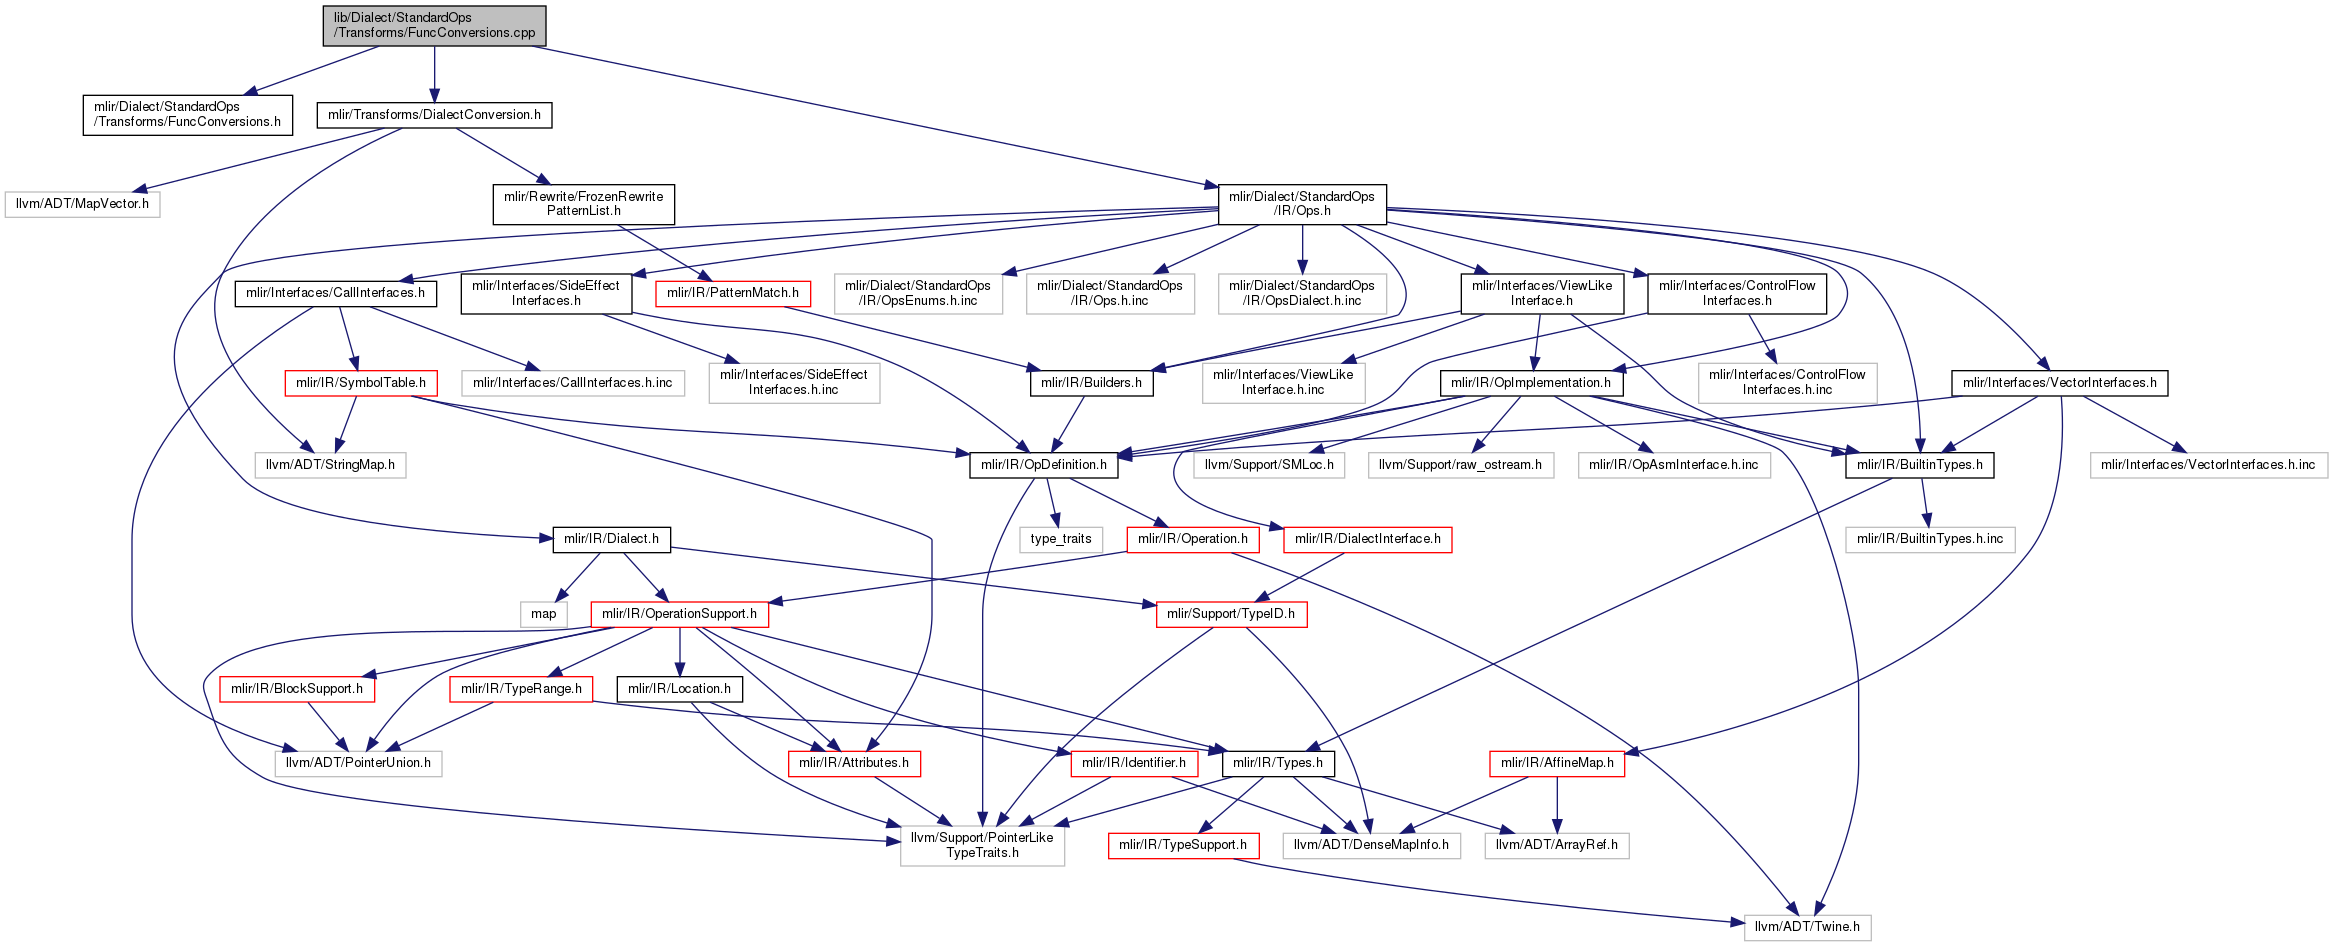 lib/Dialect/StandardOps
/Transforms/FuncConversions.cpp
mlir/Dialect/StandardOps
/Transforms/FuncConversions.h
mlir/Transforms/DialectConversion.h
llvm/ADT/MapVector.h
mlir/Rewrite/FrozenRewrite
PatternList.h
mlir/Dialect/StandardOps
/IR/Ops.h
mlir/Interfaces/CallInterfaces.h
mlir/Interfaces/SideEffect
Interfaces.h
mlir/IR/PatternMatch.h
mlir/Dialect/StandardOps
/IR/OpsEnums.h.inc
mlir/Dialect/StandardOps
/IR/Ops.h.inc
mlir/Dialect/StandardOps
/IR/OpsDialect.h.inc
mlir/Interfaces/ViewLike
Interface.h
mlir/Interfaces/ControlFlow
Interfaces.h
mlir/IR/SymbolTable.h
mlir/Interfaces/CallInterfaces.h.inc
mlir/Interfaces/SideEffect
Interfaces.h.inc
mlir/IR/Builders.h
mlir/Interfaces/ViewLike
Interface.h.inc
mlir/IR/OpImplementation.h
mlir/Interfaces/ControlFlow
Interfaces.h.inc
mlir/Interfaces/VectorInterfaces.h
llvm/ADT/StringMap.h
mlir/IR/OpDefinition.h
llvm/Support/SMLoc.h
llvm/Support/raw_ostream.h
mlir/IR/OpAsmInterface.h.inc
mlir/IR/BuiltinTypes.h
mlir/Interfaces/VectorInterfaces.h.inc
mlir/IR/Dialect.h
type_traits
mlir/IR/Operation.h
mlir/IR/DialectInterface.h
mlir/IR/BuiltinTypes.h.inc
map
mlir/IR/OperationSupport.h
mlir/Support/TypeID.h
mlir/IR/BlockSupport.h
mlir/IR/TypeRange.h
mlir/IR/Location.h
llvm/ADT/PointerUnion.h
mlir/IR/Attributes.h
mlir/IR/Identifier.h
mlir/IR/Types.h
mlir/IR/AffineMap.h
llvm/Support/PointerLike
TypeTraits.h
mlir/IR/TypeSupport.h
llvm/ADT/DenseMapInfo.h
llvm/ADT/ArrayRef.h
llvm/ADT/Twine.h